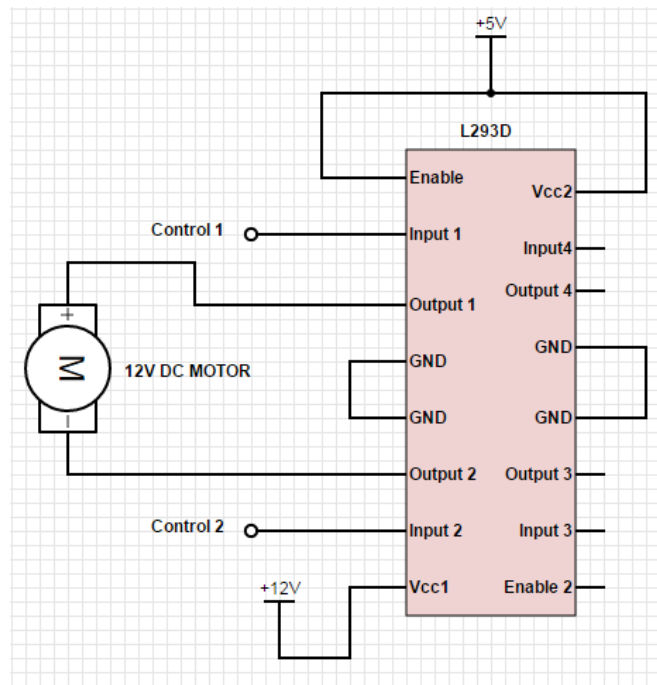 +5V
L293D
Enable
Vcc2
Control 1
Input 1
Input4
Output 4
Output 1
+
GND
GND
M
12V DC MOTOR
GND
GND
−
Output 2
Output 3
Control 2
Input 2
Input 3
+12V
Vcc1
Enable 2